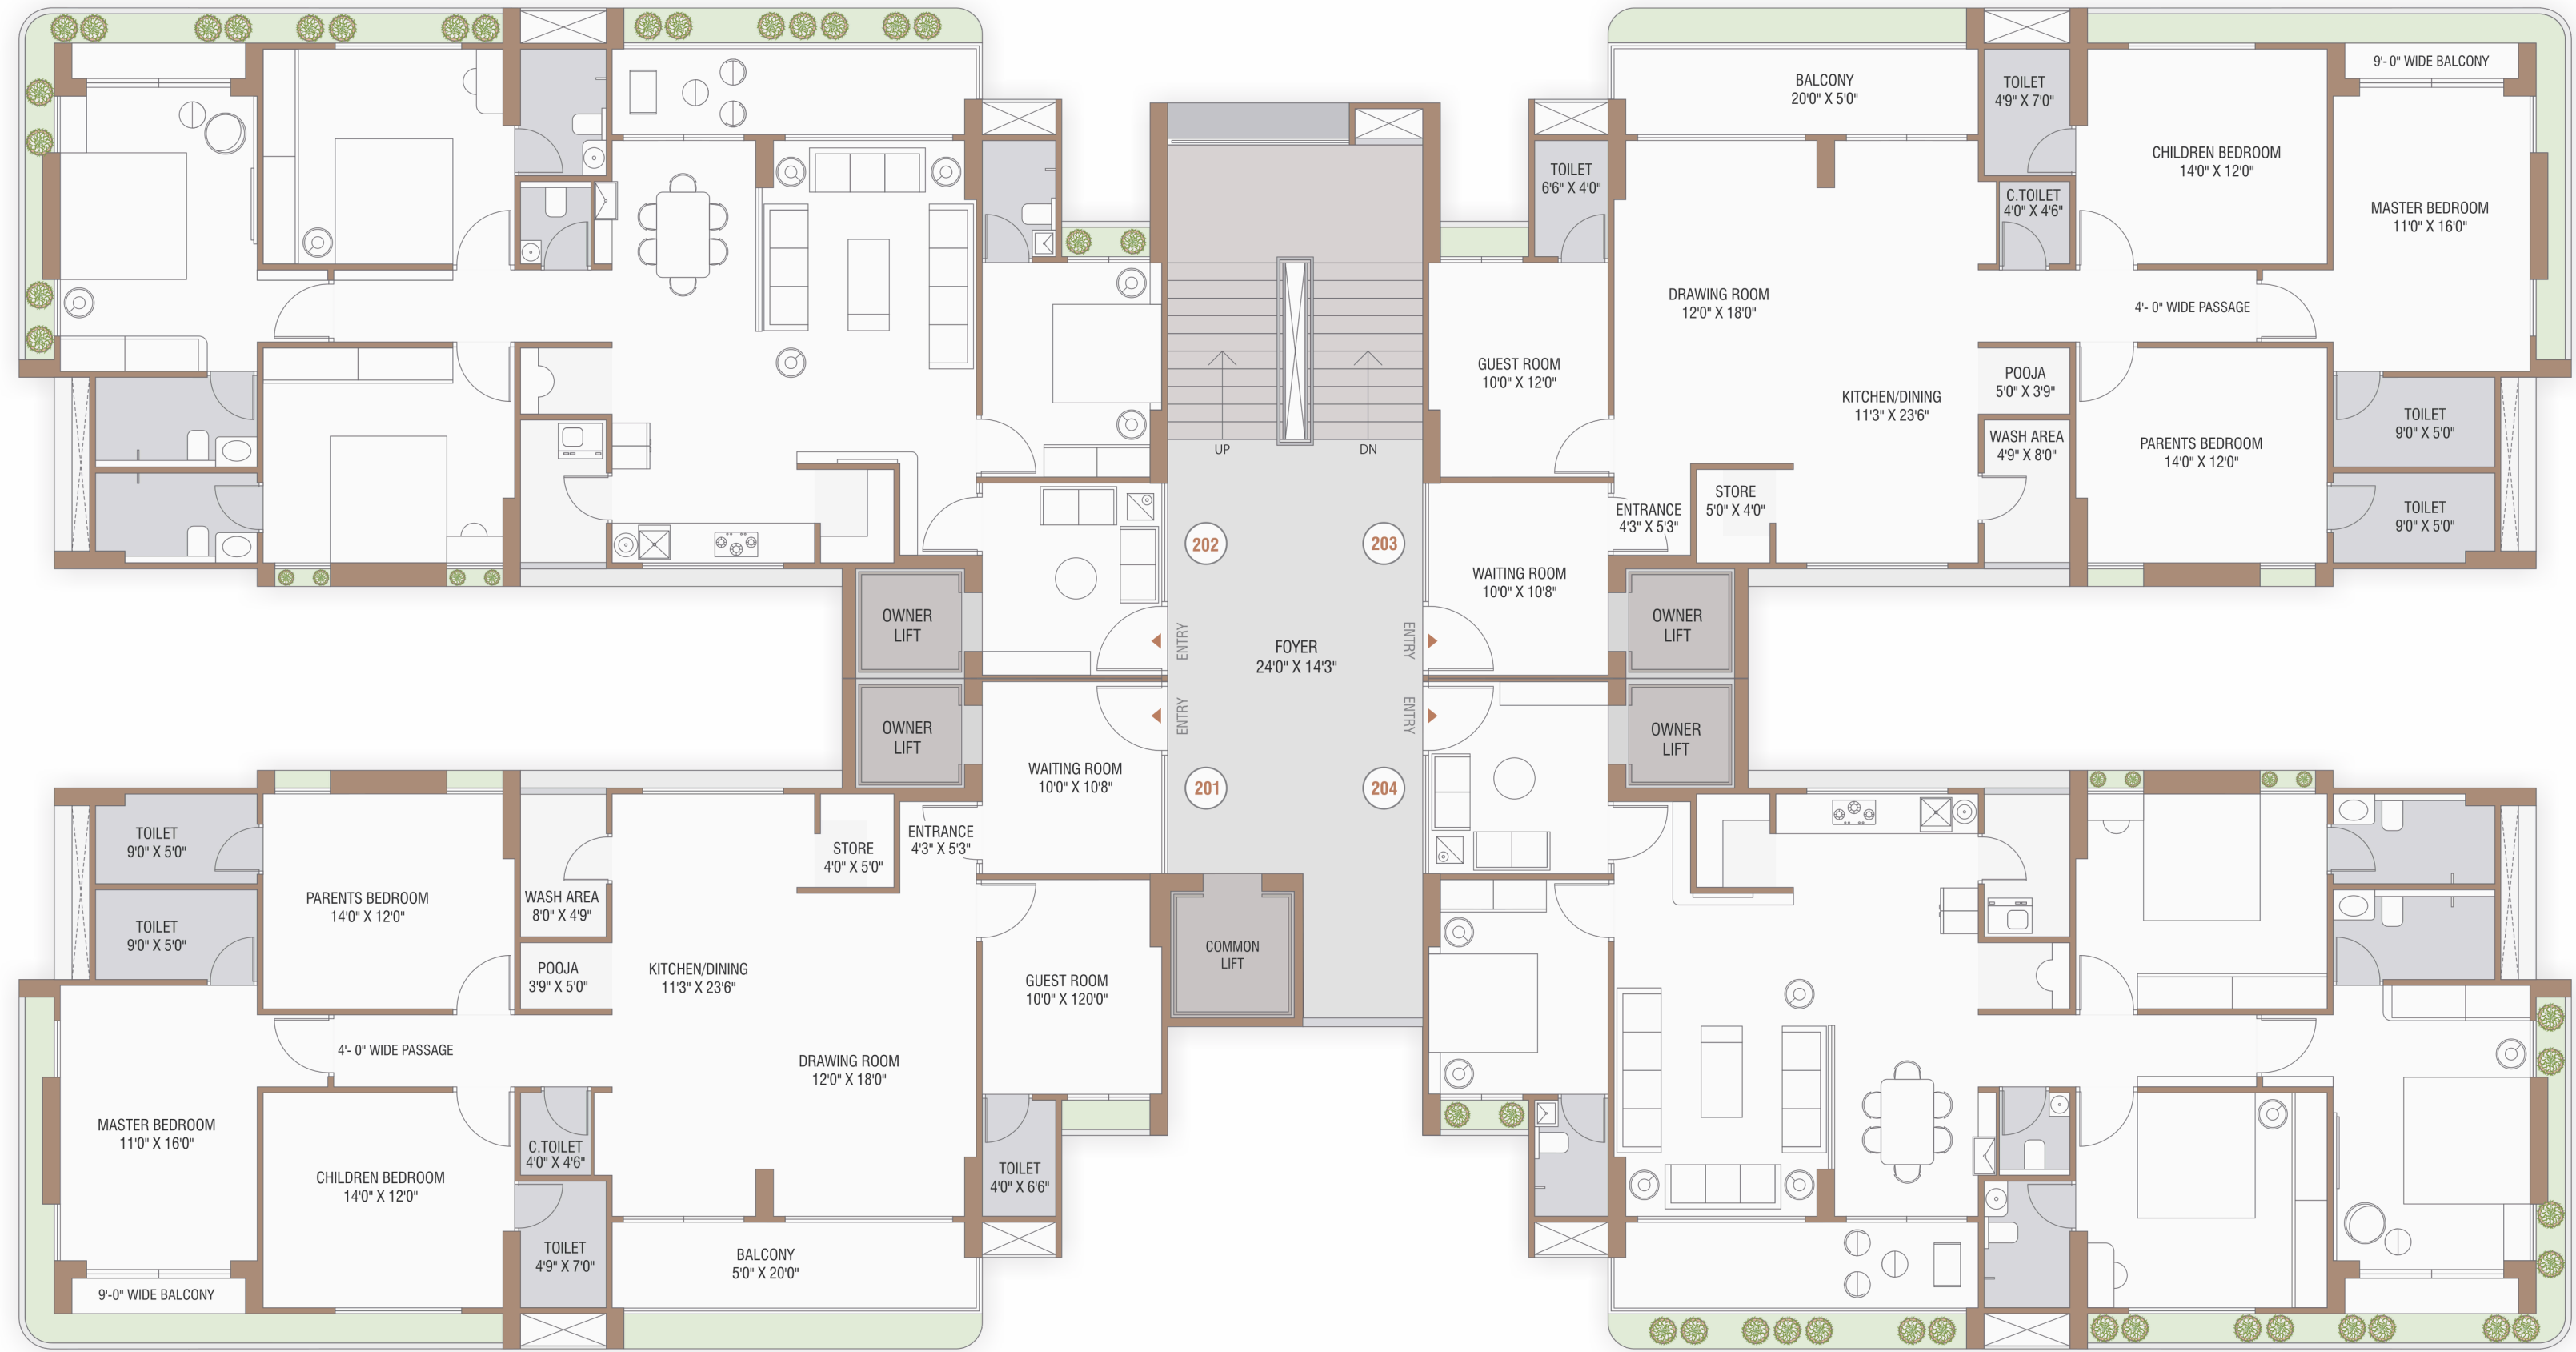 BALCONY
20'0" X 5'0"
TOILET
4'9" X 7'0"
9'- 0" WIDE BALCONY
CHILDREN BEDROOM
14'0" X 12'0"
TOILET
6'6" X 4'0"
C.TOILET
4'0" X 4'6"
MASTER BEDROOM
11'0" X 16'0"
DRAWING ROOM
12'0" X 18'0"
4'- 0" WIDE PASSAGE
GUEST ROOM
10'0" X 12'0"
POOJA
5'0" X 3'9"
KITCHEN/DINING
11'3" X 23'6"
TOILET
9'0" X 5'0"
UP
DN
WASH AREA
4'9" X 8'0"
PARENTS BEDROOM
14'0" X 12'0"
STORE
5'0" X 4'0"
ENTRANCE
4'3" X 5'3"
TOILET
9'0" X 5'0"
202
203
WAITING ROOM
10'0" X 10'8"
OWNER
LIFT
OWNER
LIFT
ENTRY
ENTRY
FOYER
24'0" X 14'3"
OWNER
LIFT
ENTRY
ENTRY
OWNER
LIFT
WAITING ROOM
10'0" X 10'8"
201
204
TOILET
9'0" X 5'0"
ENTRANCE
4'3" X 5'3"
STORE
4'0" X 5'0"
PARENTS BEDROOM
14'0" X 12'0"
WASH AREA
8'0" X 4'9"
TOILET
9'0" X 5'0"
COMMON
LIFT
POOJA
3'9" X 5'0"
KITCHEN/DINING
11'3" X 23'6"
GUEST ROOM
10'0" X 120'0"
4'- 0" WIDE PASSAGE
DRAWING ROOM
12'0" X 18'0"
MASTER BEDROOM
11'0" X 16'0"
C.TOILET
4'0" X 4'6"
CHILDREN BEDROOM
14'0" X 12'0"
TOILET
4'0" X 6'6"
TOILET
4'9" X 7'0"
BALCONY
5'0" X 20'0"
9'-0" WIDE BALCONY